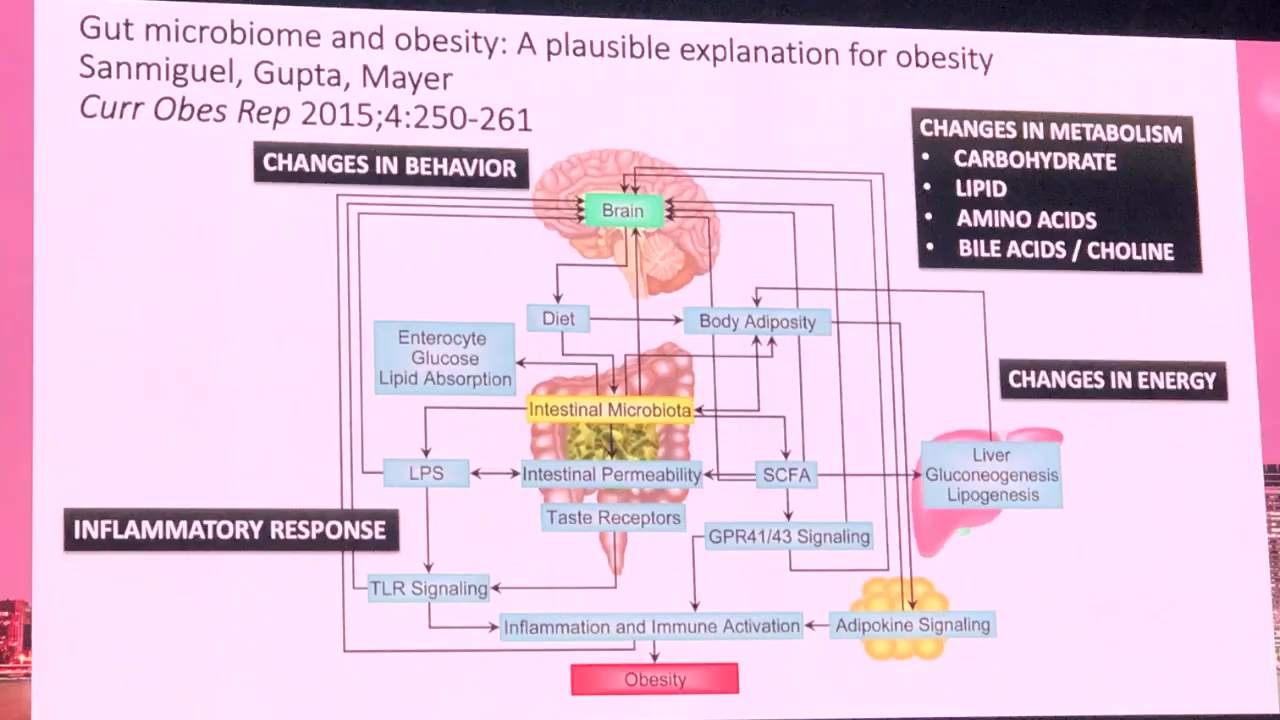 Gut microbiome and obesity: A plausible explanation for obesity
Sanmiguel, Gupta, Mayer
Curr Obes Rep 2015;4:250-261
CHANGES IN BEHAVIOR
CHANGES IN METABOLISM
• CARBOHYDRATE
• LIPID
• AMINO ACIDS
• BILE ACIDS / CHOLINE
Brain
Diet
Body Adiposity
Enterocyte
Glucose
Lipid Absorption
CHANGES IN ENERGY
Intestinal Microbiota
LPS
Intestinal Permeability
SCFA
Liver
Gluconeogenesis
Lipogenesis
Taste Receptors
INFLAMMATORY RESPONSE
GPR41/43 Signaling
TLR Signaling
Inflammation and Immune Activation
Adipokine Signaling
Obesity